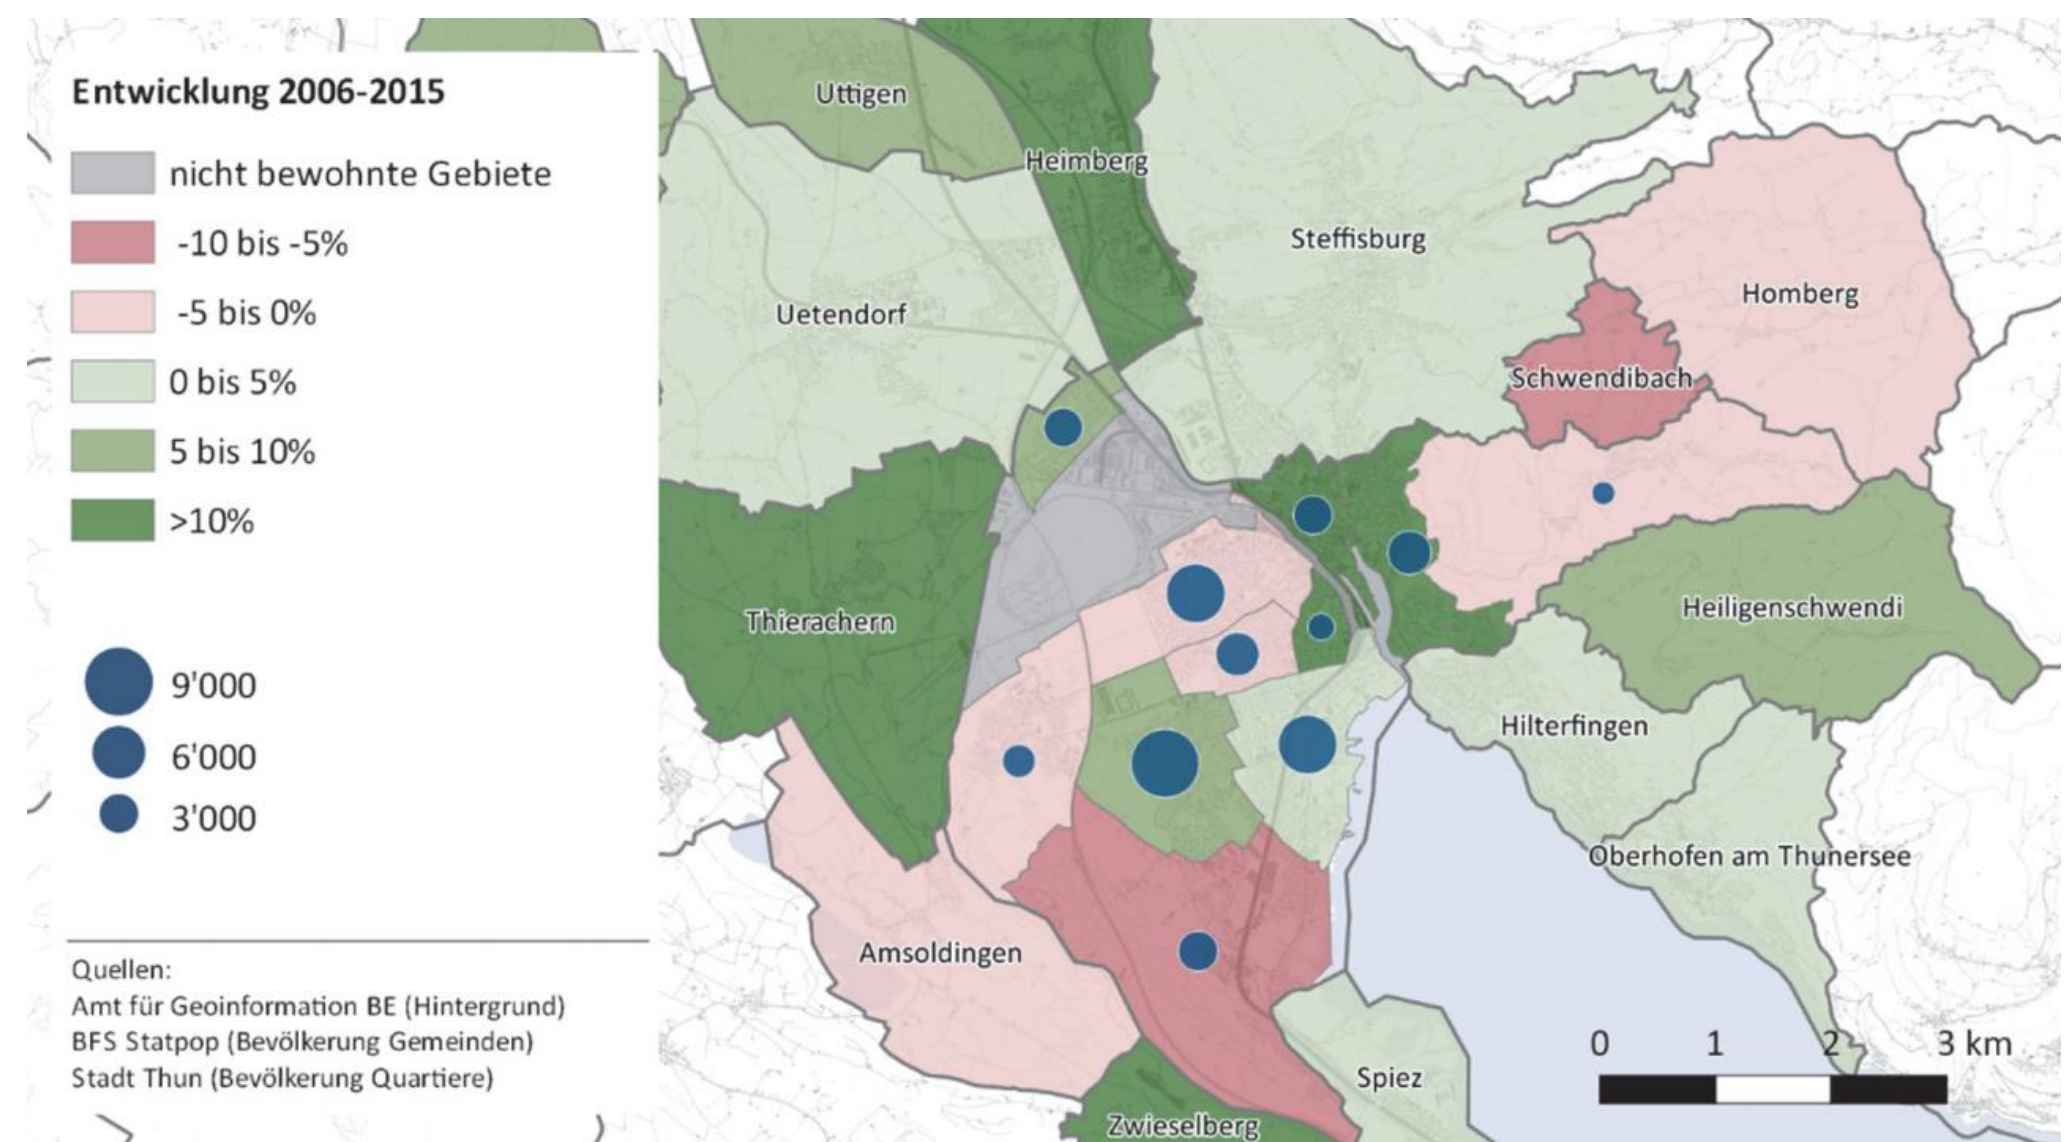 Entwicklung 2006-2015
nicht bewohnte Gebiete
-10 bis -5%
-5 bis 0%
0 bis 5%
5 bis 10%
>10%
9'000
6'000
3'000
Quellen:
Amt für Geoinformation BE (Hintergrund)
BFS Statpop (Bevölkerung Gemeinden)
Stadt Thun (Bevölkerung Quartiere)
Uttigen
Heimberg
Steffisburg
Homberg
Uetendorf
Schwendibach
Thierachern
Heiligenschwendi
Hilterfingen
Oberhofen am Thunersee
Amsoldingen
Spiez
Zwieselberg
0 1 2 3 km